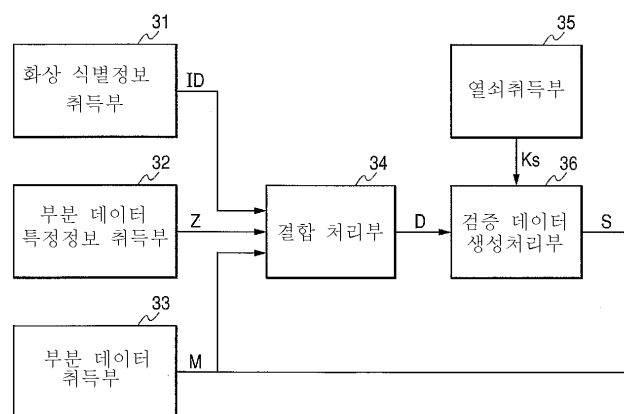 31
화상 식별정보
취득부
ID
32
부분 데이터
특정정보 취득부
Z
33
부분 데이터
취득부
M
34
결합 처리부
D
35
열쇠취득부
Ks
36
검증 데이터
생성처리부
S